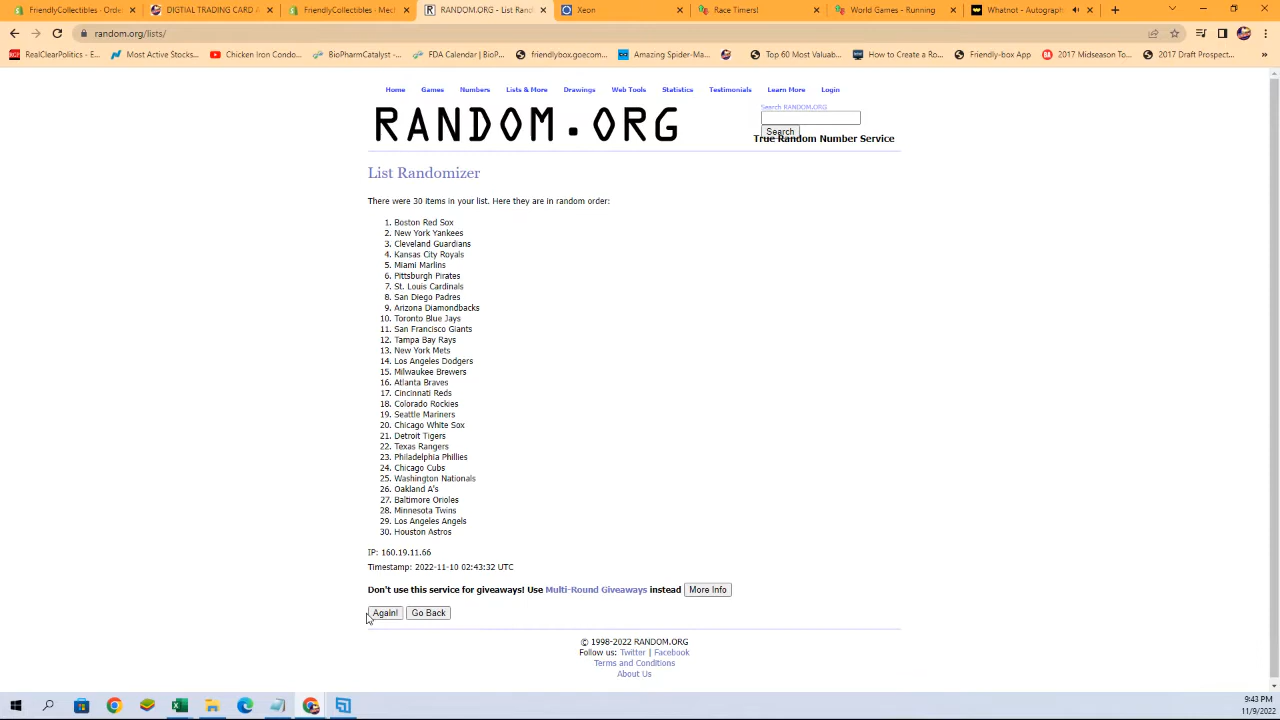 FriendlyCollectibles - Orde
DIGTIAL TRADING CARD A
FriendlyCollectibles · Order
RANDOM.ORG - List Rand
Xeon
Race Timers!
World Games - Running
Whatnot - Autograph
random.org/lists/
RealClearPolitics - E...
Most Active Stocks...
Chicken Iron Condo...
BioPharmCatalyst -...
FDA Calendar | BioP...
friendlybox.goecom...
Amazing Spider-Ma...
Top 60 Most Valuab...
How to Create a Ro...
Friendly-box App
2017 Midseason To...
2017 Draft Prospect...
Home Games Numbers Lists & More Drawings Web Tools Statistics Testimonials Learn More Login
Search RANDOM.ORG
RANDOM.ORG
Search
True Random Number Service
List Randomizer
There were 30 items in your list. Here they are in random order:
1. Boston Red Sox
2. New York Yankees
3. Cleveland Guardians
4. Kansas City Royals
5. Miami Marlins
6. Pittsburgh Pirates
7. St. Louis Cardinals
8. San Diego Padres
9. Arizona Diamondbacks
10. Toronto Blue Jays
11. San Francisco Giants
12. Tampa Bay Rays
13. New York Mets
14. Los Angeles Dodgers
15. Milwaukee Brewers
16. Atlanta Braves
17. Cincinnati Reds
18. Colorado Rockies
19. Seattle Mariners
20. Chicago White Sox
21. Detroit Tigers
22. Texas Rangers
23. Philadelphia Phillies
24. Chicago Cubs
25. Washington Nationals
26. Oakland A's
27. Baltimore Orioles
28. Minnesota Twins
29. Los Angeles Angels
30. Houston Astros
IP: 160.19.11.66
Timestamp: 2022-11-10 02:43:32 UTC
Don't use this service for giveaways! Use Multi-Round Giveaways instead More Info
Again! Go Back
© 1998-2022 RANDOM.ORG
Follow us: Twitter | Facebook
Terms and Conditions
About Us
9:43 PM
11/9/2022